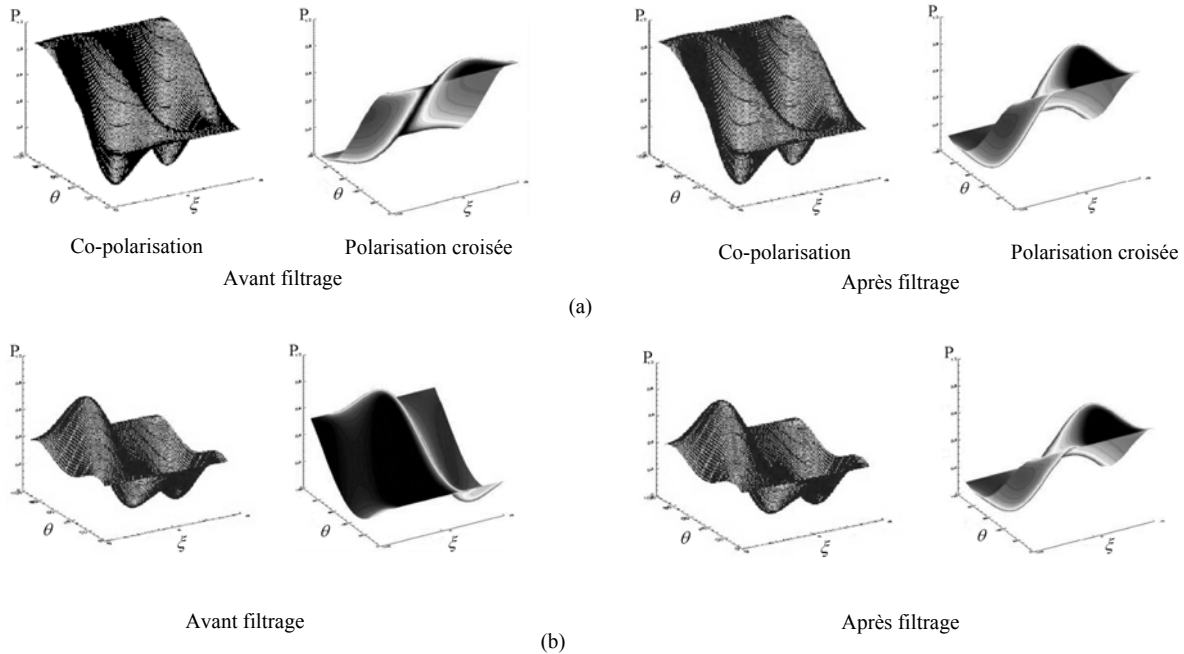 P
θ
ξ
θ
ξ
Co-polarisation
Polarisation croisée
Avant filtrage
P
θ
ξ
θ
ξ
Co-polarisation
Polarisation croisée
Après filtrage
(a)
P
θ
ξ
θ
ξ
Avant filtrage
P
θ
ξ
θ
ξ
Après filtrage
(b)